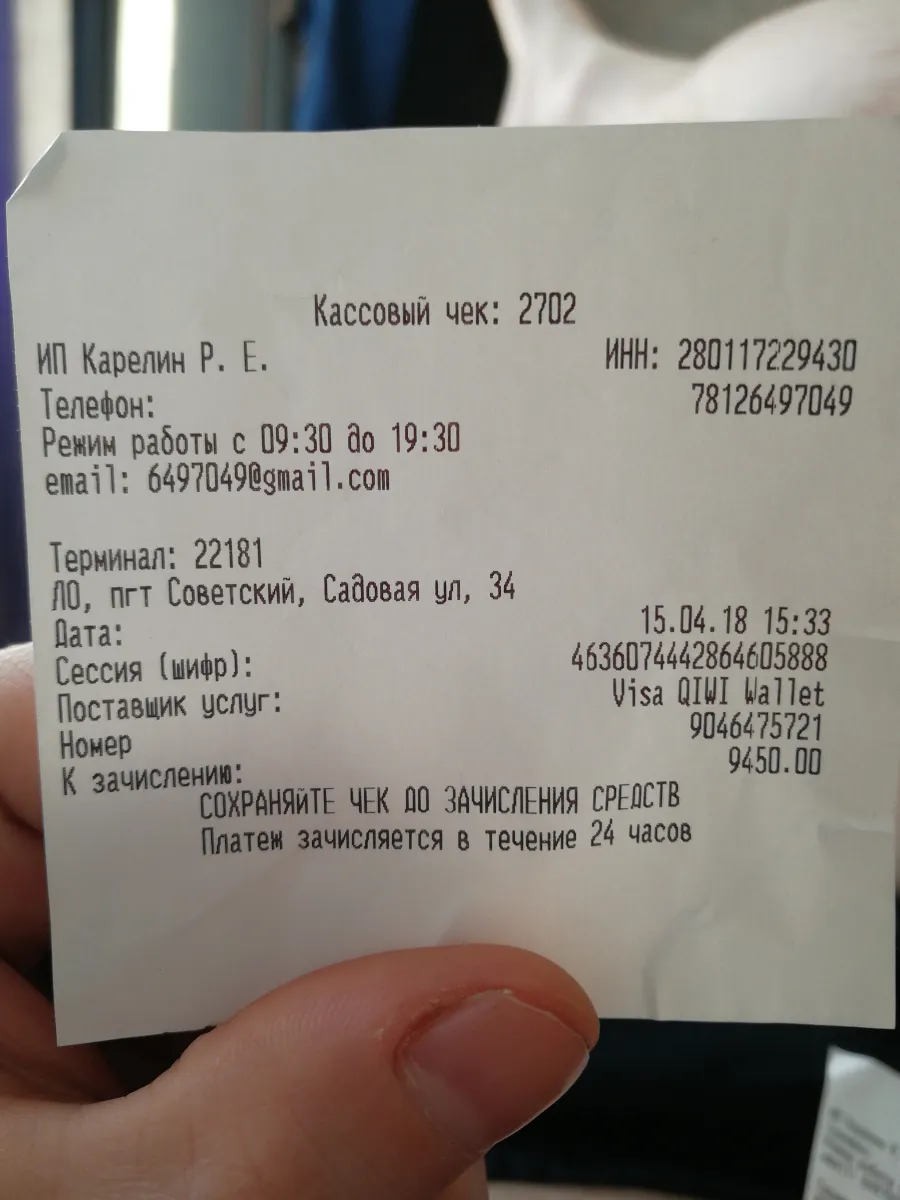 Кассовый чек: 2702
ИП Карелин Р. Е. ИНН: 280117229430
Телефон: 78126497049
Режим работы с 09:30 до 19:30
email: 6497049@gmail.com
Терминал: 22181
ЛО, пгт Советский, Садовая ул, 34
Дата: 15.04.18 15:33
Сессия (шифр): 4636074442864605888
Поставщик услуг: Visa QIWI Wallet
Номер 9046475721
К зачислению: 9450.00
СОХРАНЯЙТЕ ЧЕК ДО ЗАЧИСЛЕНИЯ СРЕДСТВ
Платеж зачисляется в течение 24 часов